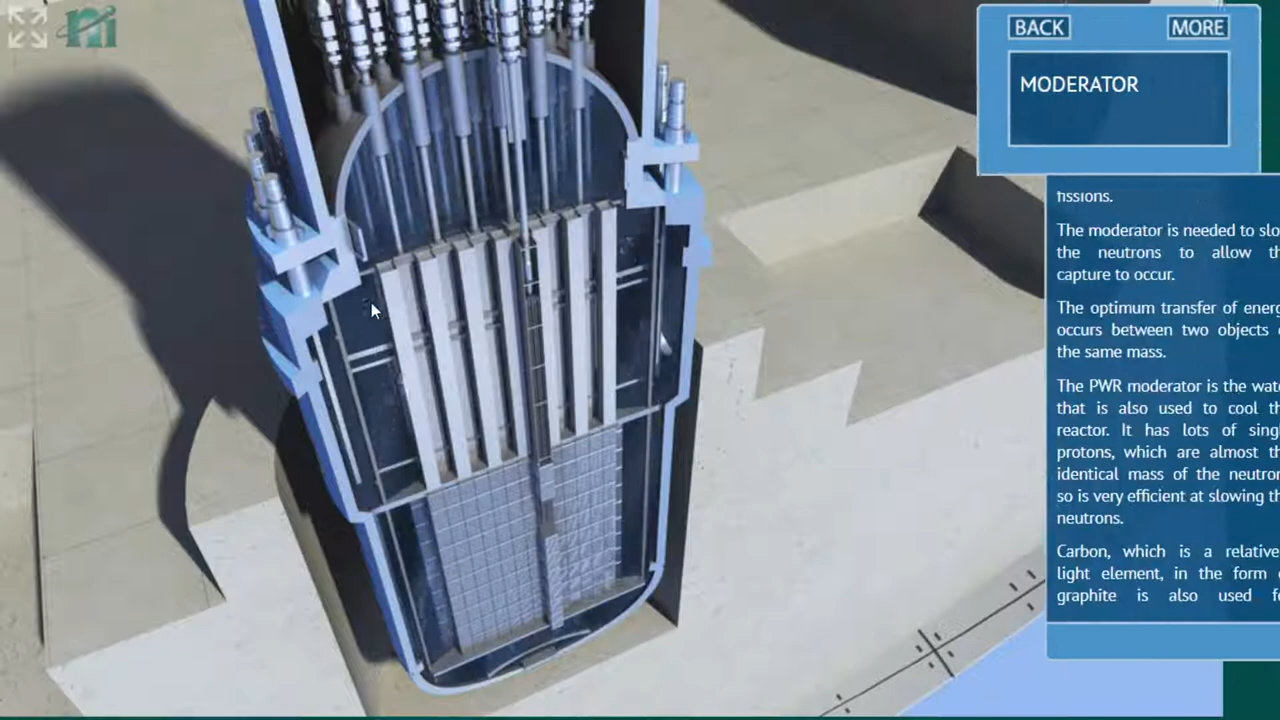 BACK
MORE
MODERATOR
fissions.
The moderator is needed to slo
the neutrons to allow th
capture to occur.
The optimum transfer of energ
occurs between two objects
the same mass.
The PWR moderator is the wate
that is also used to cool th
reactor. It has lots of singl
protons, which are almost th
identical mass of the neutron
so is very efficient at slowing th
neutrons.
Carbon, which is a relative
light element, in the form
graphite is also used fo